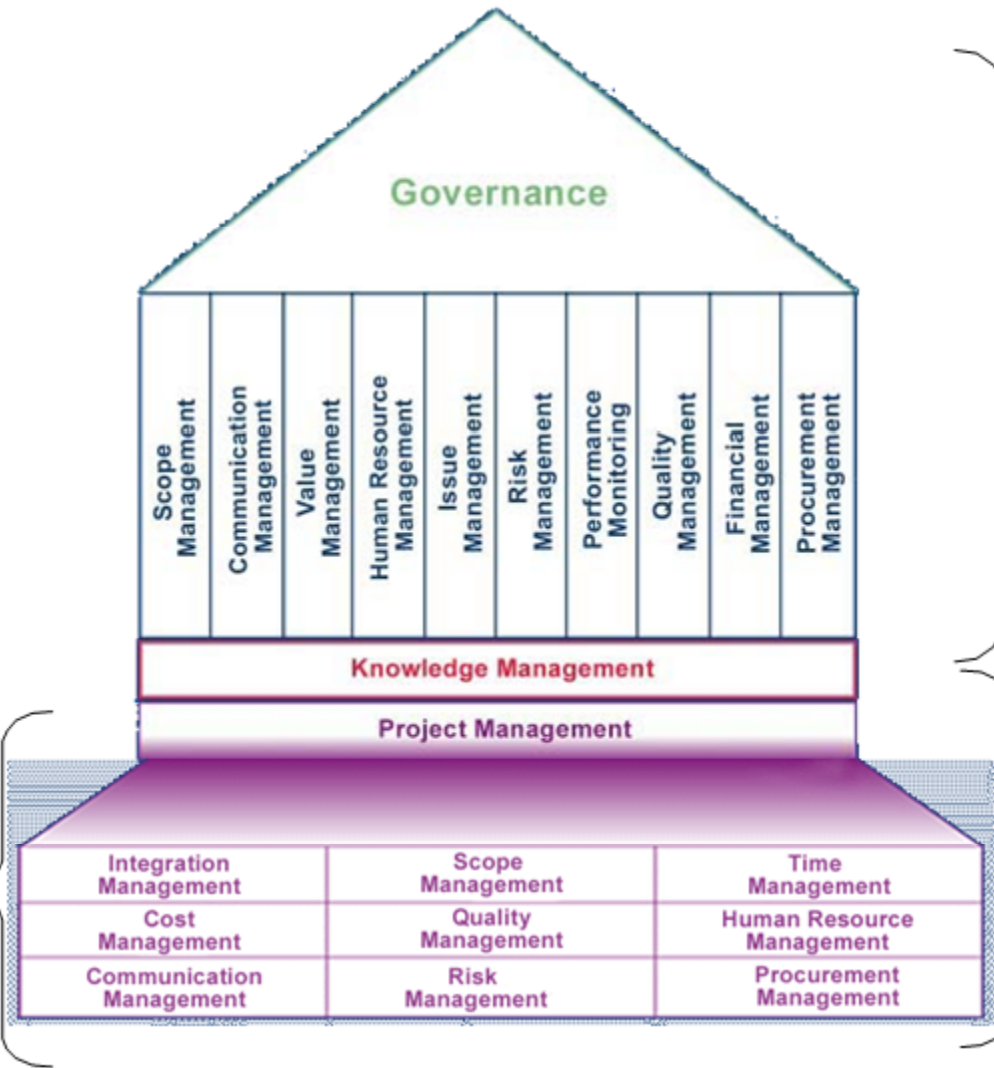 Governance
Scope
Management
Communication
Management
Value
Management
Human Resource
Management
Issue
Management
Risk
Management
Performance
Monitoring
Quality
Management
Financial
Management
Procurement
Management
Knowledge Management
Project Management
Integration
Management
Scope
Management
Time
Management
Cost
Management
Quality
Management
Human Resource
Management
Communication
Management
Risk
Management
Procurement
Management